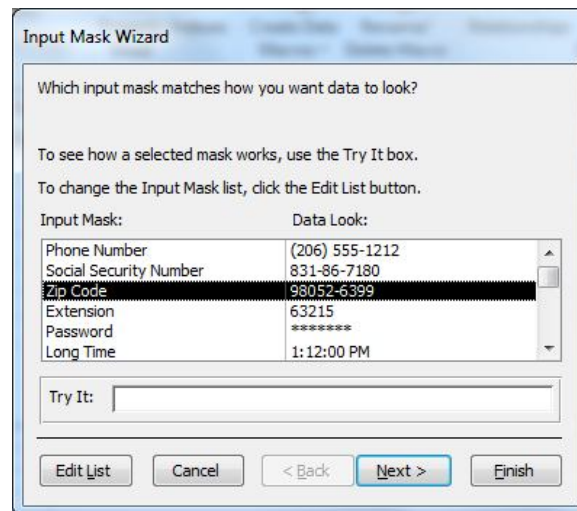 Input Mask Wizard
Which input mask matches how you want data to look?
To see how a selected mask works, use the Try It box.
To change the Input Mask list, click the Edit List button.
Input Mask: Data Look:
Phone Number (206) 555-1212
Social Security Number 831-86-7180
Zip Code 98052-6399
Extension 63215
Password *******
Long Time 1:12:00 PM
Try It:
Edit List Cancel < Back Next > Finish